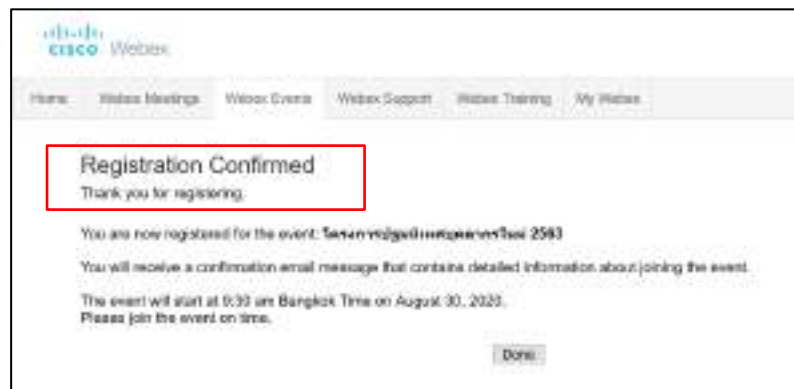 cisco Webex
Home Webex Meetings Webex Events Webex Support Webex Training My Webex
Registration Confirmed
Thank you for registering.
You are now registered for the event: 2563
You will receive a confirmation email message that contains detailed information about joining the event.
The event will start at 9:30 am Bangkok Time on August 30, 2020.
Please join the event on time.
Done